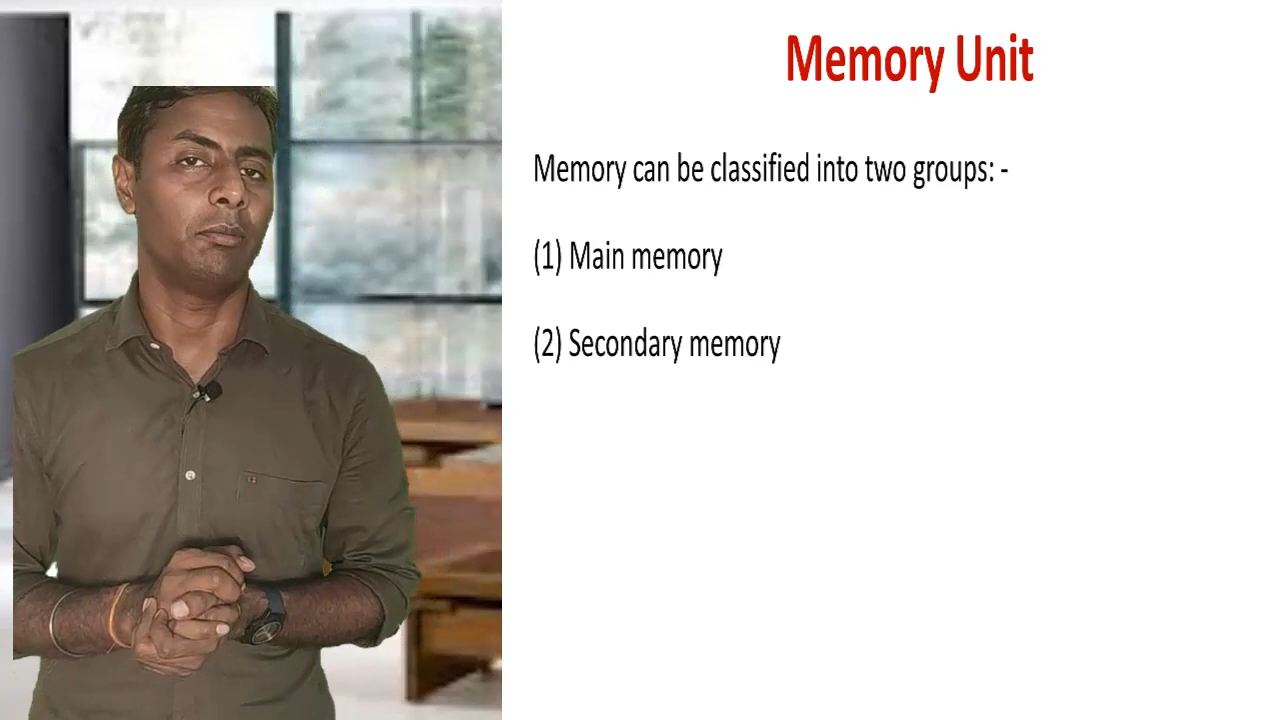 Memory Unit
Memory can be classified into two groups: -
(1) Main memory
(2) Secondary memory